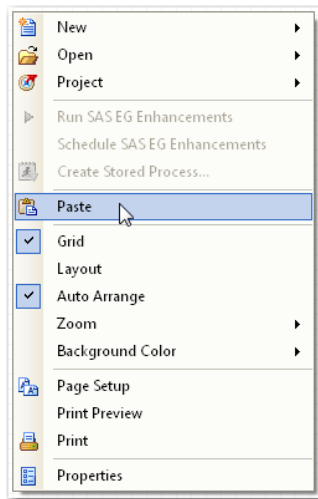 New
Open
Project
Run SAS EG Enhancements
Schedule SAS EG Enhancements
Create Stored Process...
Paste
Grid
Layout
Auto Arrange
Zoom
Background Color
Page Setup
Print Preview
Print
Properties